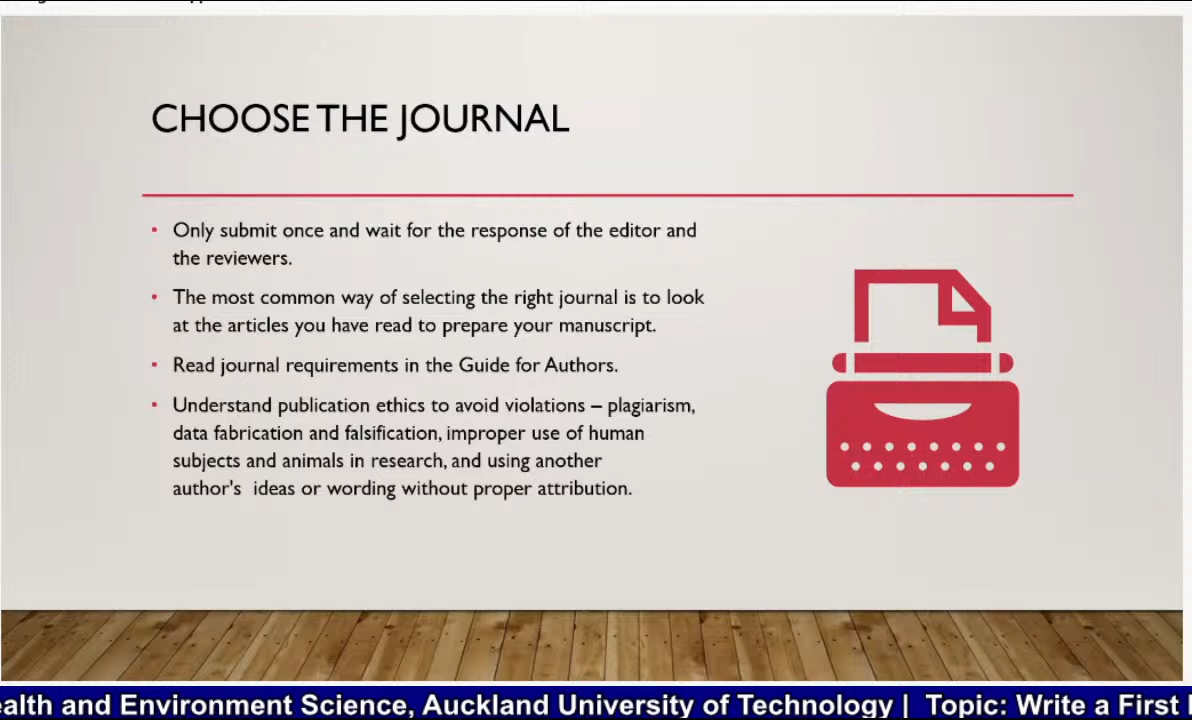 CHOOSE THE JOURNAL
• Only submit once and wait for the response of the editor and
the reviewers.
• The most common way of selecting the right journal is to look
at the articles you have read to prepare your manuscript.
• Read journal requirements in the Guide for Authors.
• Understand publication ethics to avoid violations – plagiarism,
data fabrication and falsification, improper use of human
subjects and animals in research, and using another
author's  ideas or wording without proper attribution.
ealth and Environment Science, Auckland University of Technology |  Topic: Write a First